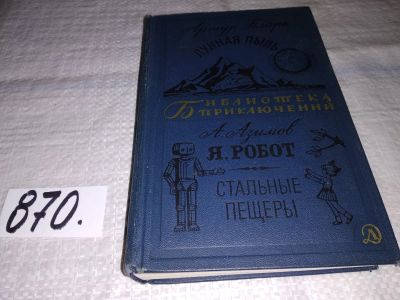 Артур Кларк
ЛУННАЯ ПЫЛЬ
БИБЛИОТЕКА
ПРИКЛЮЧЕНИЙ
А. Азимов
Я, РОБОТ
СТАЛЬНЫЕ
ПЕЩЕРЫ
Д
870.